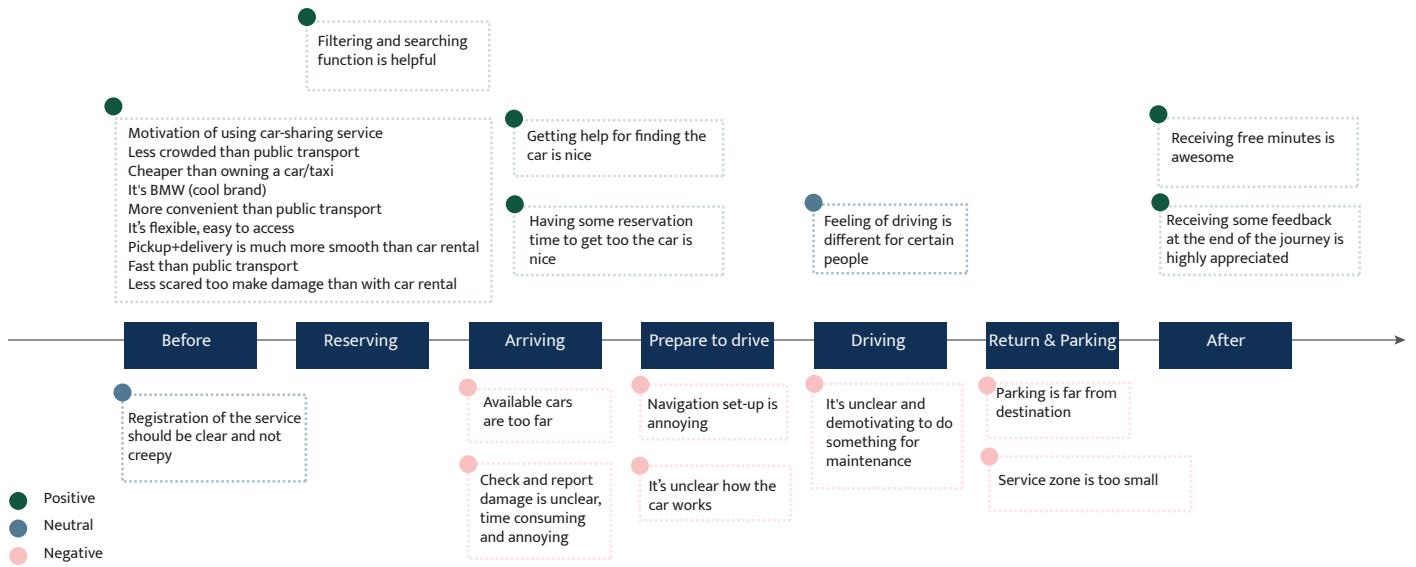 Filtering and searching
function is helpful
Motivation of using car-sharing service
Less crowded than public transport
Cheaper than owning a car/taxi
It's BMW (cool brand)
More convenient than public transport
It's flexible, easy to access
Pickup+delivery is much more smooth than car rental
Fast than public transport
Less scared too make damage than with car rental
Getting help for finding the
car is nice
Having some reservation
time to get too the car is
nice
Feeling of driving is
different for certain
people
Receiving free minutes is
awesome
Receiving some feedback
at the end of the journey is
highly appreciated
Before
Reserving
Arriving
Prepare to drive
Driving
Return & Parking
After
Registration of the service
should be clear and not
creepy
Available cars
are too far
Check and report
damage is unclear,
time consuming
and annoying
Navigation set-up is
annoying
It's unclear how the
car works
It's unclear and
demotivating to do
something for
maintenance
Parking is far from
destination
Service zone is too small
Positive
Neutral
Negative